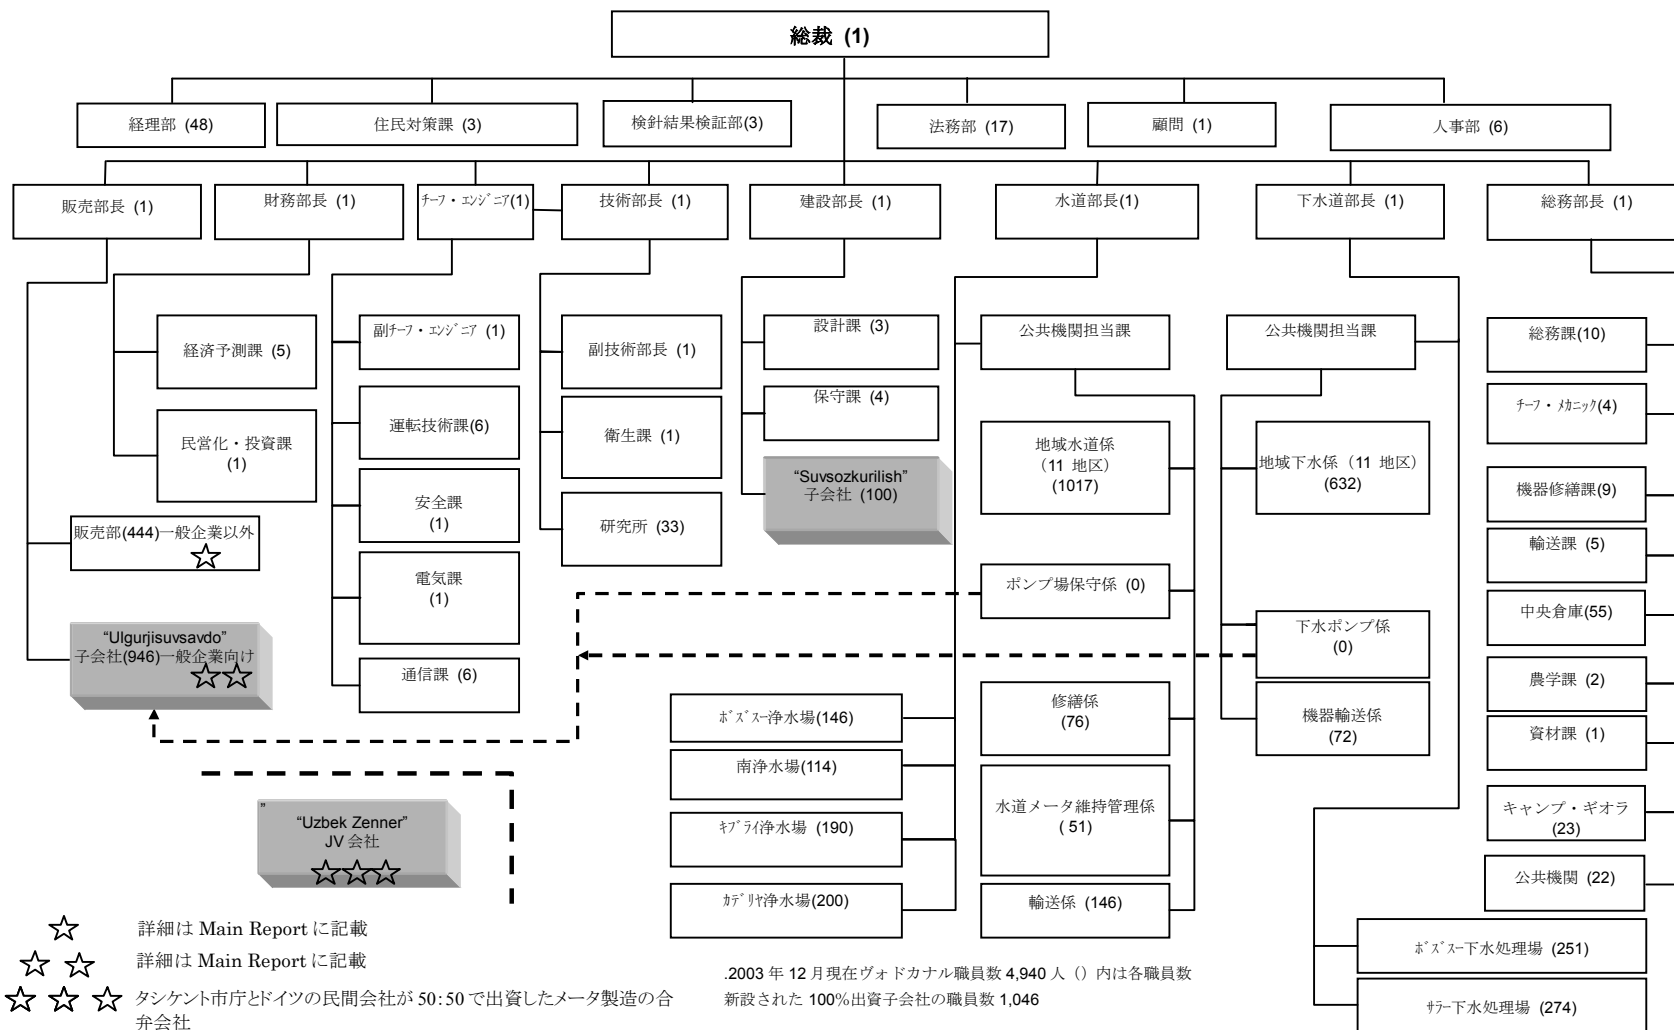 総裁 (1)
経理部 (48)
住民対策課 (3)
検針結果検証部(3)
法務部 (17)
顧問 (1)
人事部 (6)
販売部長 (1)
財務部長 (1)
チーフ・エンジニア(1)
技術部長 (1)
建設部長 (1)
水道部長(1)
下水道部長 (1)
総務部長 (1)
経済予測課 (5)
民営化・投資課
(1)
販売部(444)一般企業以外
“Ulgurjisuvsavdo”
子会社(946)一般企業向け
副チーフ・エンジニア (1)
運転技術課(6)
安全課
(1)
電気課
(1)
通信課 (6)
副技術部長 (1)
衛生課 (1)
研究所 (33)
設計課 (3)
保守課 (4)
“Suvsozkurilish”
子会社 (100)
公共機関担当課
地域水道係
(11 地区)
(1017)
ポンプ場保守係 (0)
修繕係
(76)
水道メータ維持管理係
( 51)
輸送係 (146)
ボズスー浄水場(146)
南浄水場(114)
キブライ浄水場 (190)
カデリヤ浄水場(200)
公共機関担当課
地域下水係 (11 地区)
(632)
下水ポンプ係
(0)
機器輸送係
(72)
総務課(10)
チーフ・メカニック(4)
機器修繕課(9)
輸送課 (5)
中央倉庫(55)
農学課 (2)
資材課 (1)
キャンプ・ギオラ
(23)
公共機関 (22)
ボズスー下水処理場 (251)
サラー下水処理場 (274)
”
“Uzbek Zenner”
JV 会社
詳細は Main Report に記載
詳細は Main Report に記載
タシケント市庁とドイツの民間会社が 50:50 で出資したメータ製造の合
弁会社
.2003 年 12 月現在ヴォドカナル職員数 4,940 人 () 内は各職員数
新設された 100%出資子会社の職員数 1,046